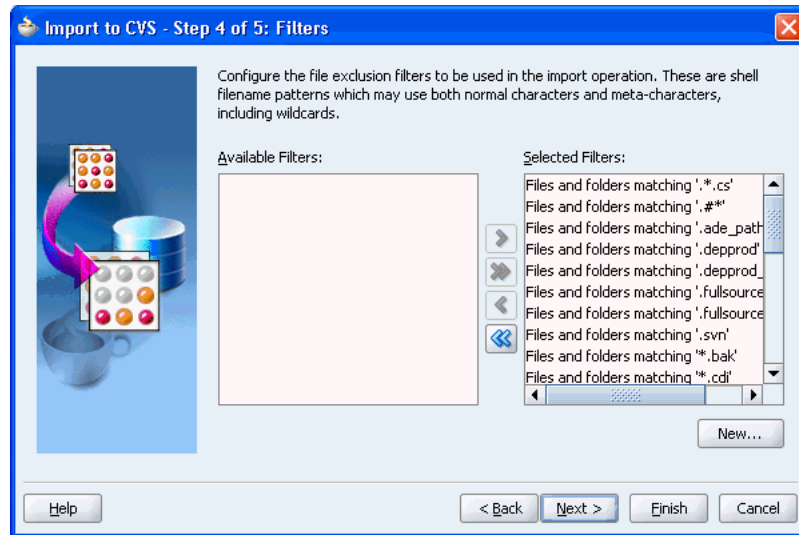 Import to CVS - Step 4 of 5: Filters
Configure the file exclusion filters to be used in the import operation. These are shell
filename patterns which may use both normal characters and meta-characters,
including wildcards.
Available Filters:
Selected Filters:
Files and folders matching '.*.cs'
Files and folders matching '.#*'
Files and folders matching '.ade_path
Files and folders matching '.depprod'
Files and folders matching '.depprod_
Files and folders matching '.fullsource
Files and folders matching '.fullsource
Files and folders matching '.svn'
Files and folders matching '*.bak'
Files and folders matching '*.cdi'
New...
Help
< Back
Next >
Finish
Cancel